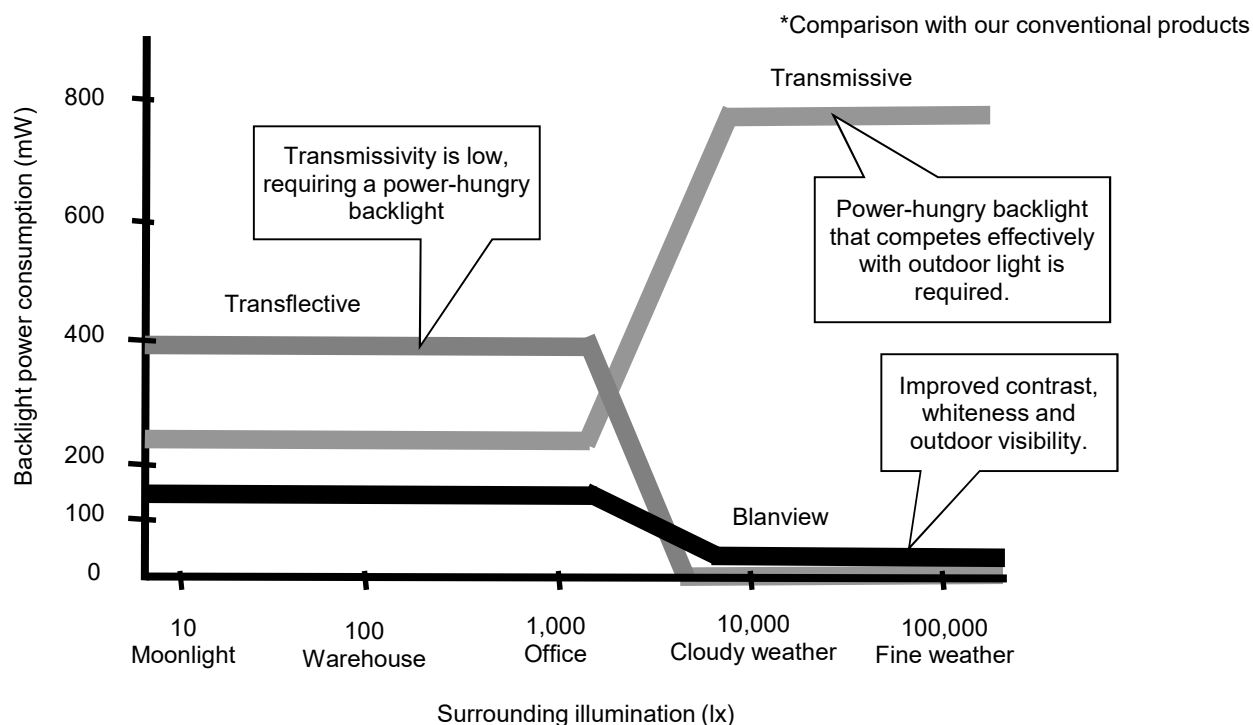 *Comparison with our conventional products
Backlight power consumption (mW)
800
600
400
200
100
0
Transmissive
Transmissivity is low,
requiring a power-hungry
backlight
Power-hungry backlight
that competes effectively
with outdoor light is
required.
Transflective
Improved contrast,
whiteness and
outdoor visibility.
Blanview
10
Moonlight
100
Warehouse
1,000
Office
10,000
Cloudy weather
100,000
Fine weather
Surrounding illumination (lx)